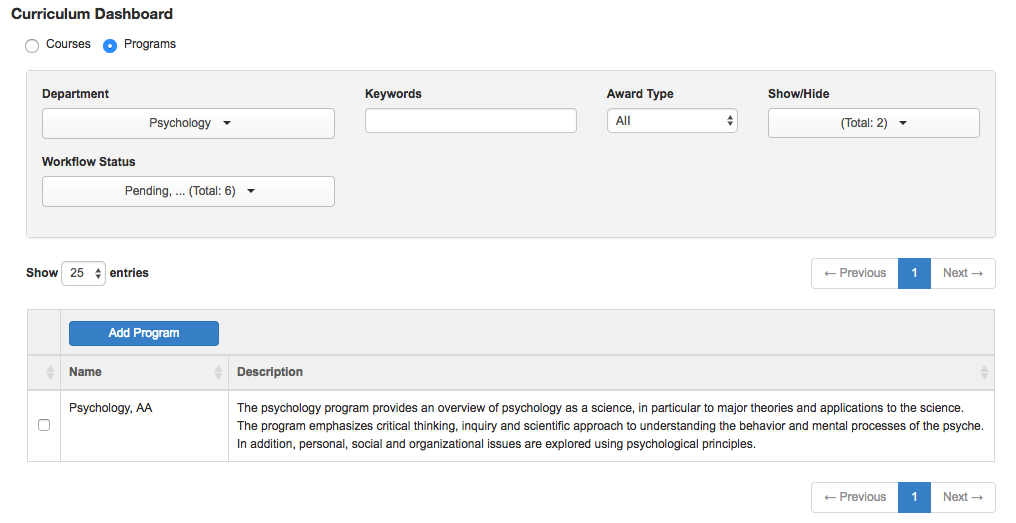 Curriculum Dashboard
Courses Programs
Department Keywords Award Type Show/Hide
Psychology All (Total: 2)
Workflow Status
Pending, ... (Total: 6)
Show 25 entries ← Previous 1 Next →
Add Program
Name Description
Psychology, AA The psychology program provides an overview of psychology as a science, in particular to major theories and applications to the science.
The program emphasizes critical thinking, inquiry and scientific approach to understanding the behavior and mental processes of the psyche.
In addition, personal, social and organizational issues are explored using psychological principles.
← Previous 1 Next →